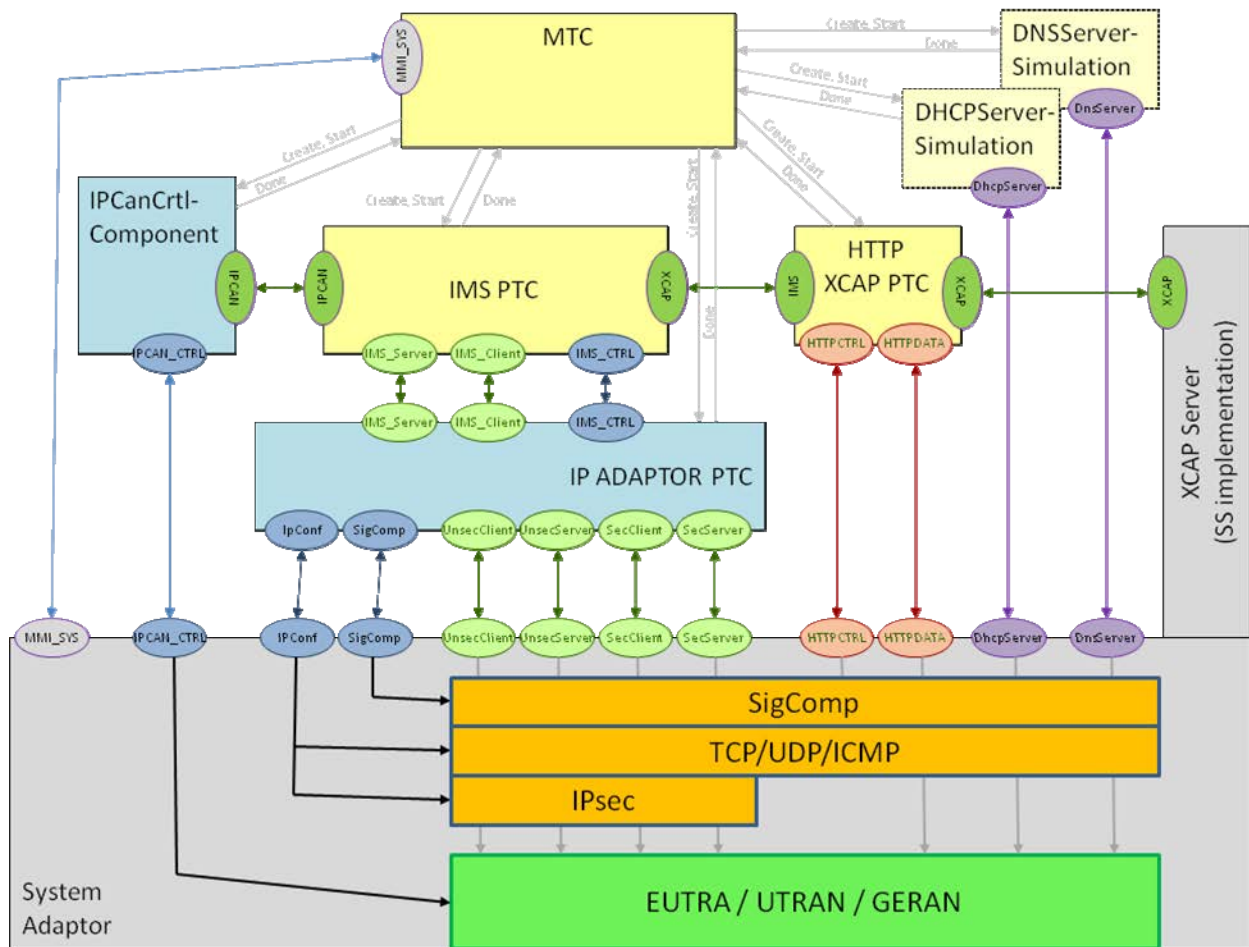 MTC
MMI_SYS
Create, Start
Done
DNSServer-
Simulation
DnsServer
Create, Start
Done
DHCPServer-
Simulation
DhcpServer
Create, Start
Done
Create, Start
Done
Create, Start
Done
Create, Start
Done
IPCanCrtl-
Component
IPCAN
IPCAN_CTRL
IPCAN
IMS PTC
XCAP
IMS_Server
IMS_Client
IMS_CTRL
IMS
HTTP
XCAP PTC
XCAP
HTTPCTRL
HTTPDATA
XCAP
XCAP Server
(SS implementation)
IMS_Server
IMS_Client
IMS_CTRL
IP ADAPTOR PTC
IpConf
SigComp
UnsecClient
UnsecServer
SecClient
SecServer
MMI_SYS
IPCAN_CTRL
IPConf
SigComp
UnsecClient
UnsecServer
SecClient
SecServer
HTTPCTRL
HTTPDATA
DhcpServer
DnsServer
SigComp
TCP/UDP/ICMP
IPsec
EUTRA / UTRAN / GERAN
System
Adaptor